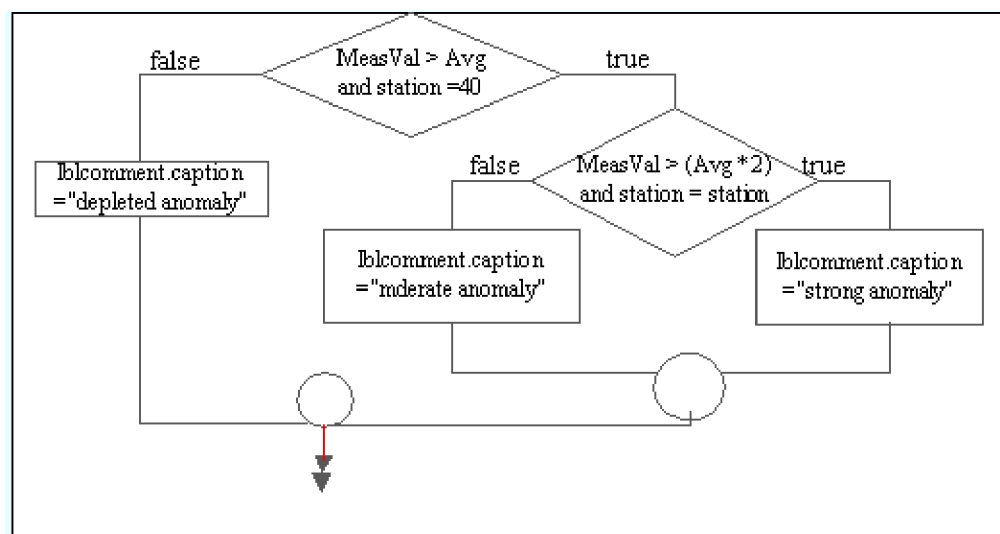 MeasVal > Avg
and station =40
false
true
MeasVal > (Avg *2)
and station = station
false
true
lblcomment.caption
="depleted anomaly"
lblcomment.caption
="mderate anomaly"
lblcomment.caption
="strong anomaly"